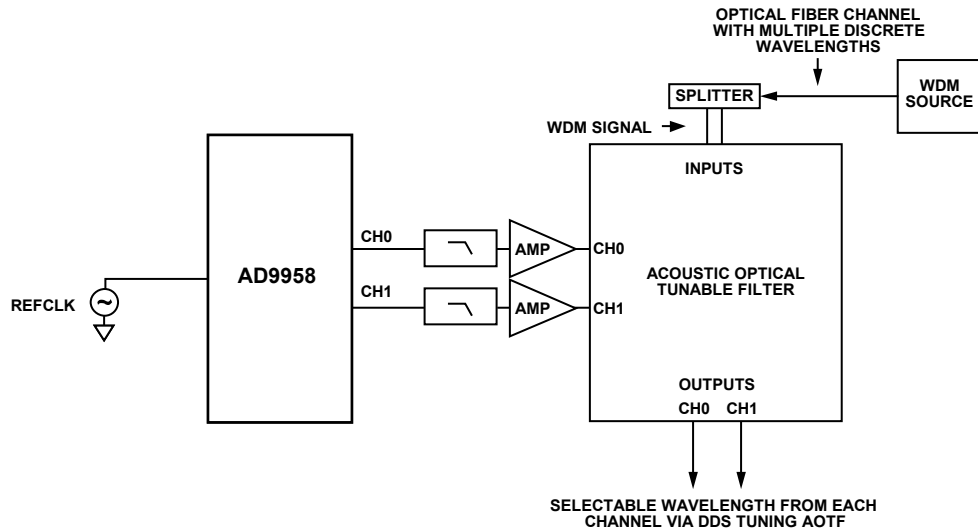 OPTICAL FIBER CHANNEL
WITH MULTIPLE DISCRETE
WAVELENGTHS
WDM
SOURCE
SPLITTER
WDM SIGNAL
INPUTS
CH0
AMP
CH0
AD9958
ACOUSTIC OPTICAL
TUNABLE FILTER
REFCLK
CH1
AMP
CH1
OUTPUTS
CH0 CH1
SELECTABLE WAVELENGTH FROM EACH
CHANNEL VIA DDS TUNING AOTF